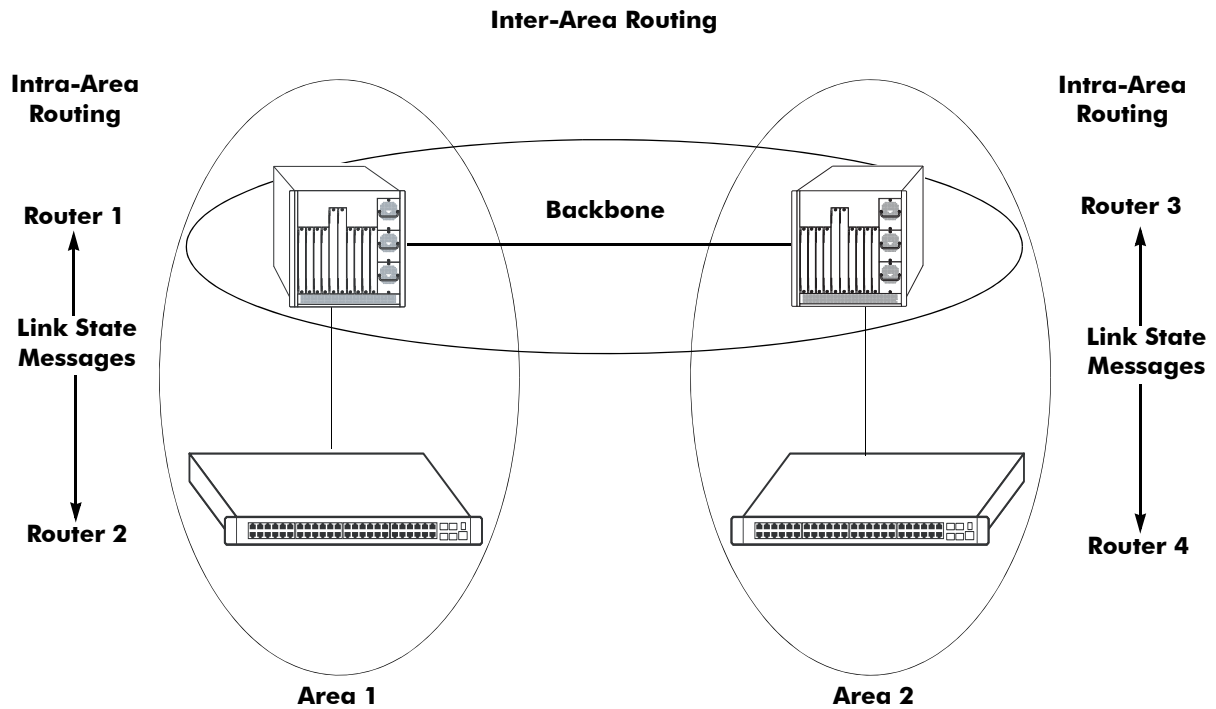 Inter-Area Routing
Intra-Area
Routing
Intra-Area
Routing
Router 1
Backbone
Router 3
Link State
Messages
Link State
Messages
Router 2
Router 4
Area 1
Area 2